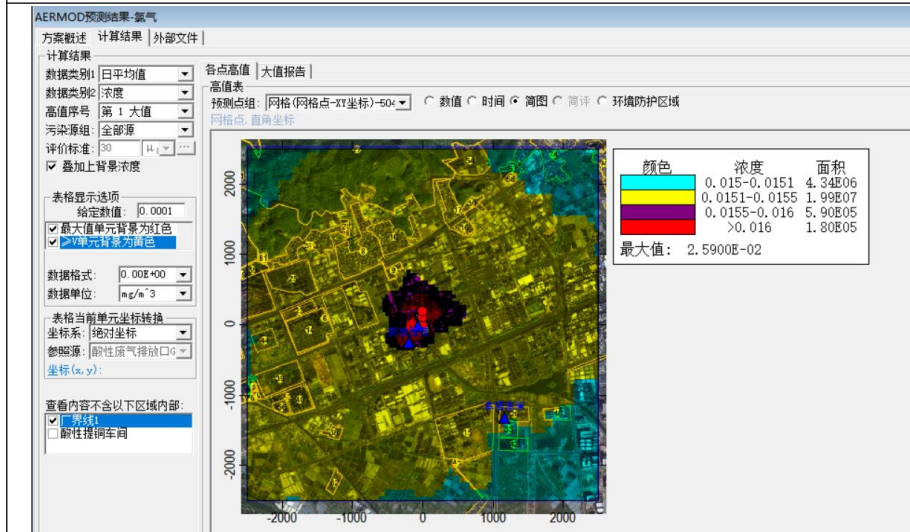 AERMOD预测结果-氯气
方案概述 计算结果 外部文件
计算结果
数据类别1 日平均值
数据类别2 浓度
高值序号 第 1 大值
污染源组: 全部源
评价标准: 30
叠加上背景浓度
表格显示选项
给定数值: 0.0001
最大值单元背景为红色
≥V单元背景为黄色
数据格式: 0.00E+00
数据单位: mg/m^3
表格当前单元坐标转换
坐标系: 绝对坐标
参照源: 酸性废气排放口G
坐标(x,y):
查看内容不含以下区域内部:
厂界线1
酸性提铜车间
各点高值 大值报告
高值表
预测点组: 网格(网格点-XY坐标)-504 数值 时间 简图 简评 环境防护区域
网格点,直角坐标
颜色 浓度 面积
0.015-0.0151 4.34E06
0.0151-0.0155 1.99E07
0.0155-0.016 5.90E05
>0.016 1.80E05
最大值: 2.5900E-02
2000
1000
0
-1000
-2000
-2000 -1000 0 1000 2000